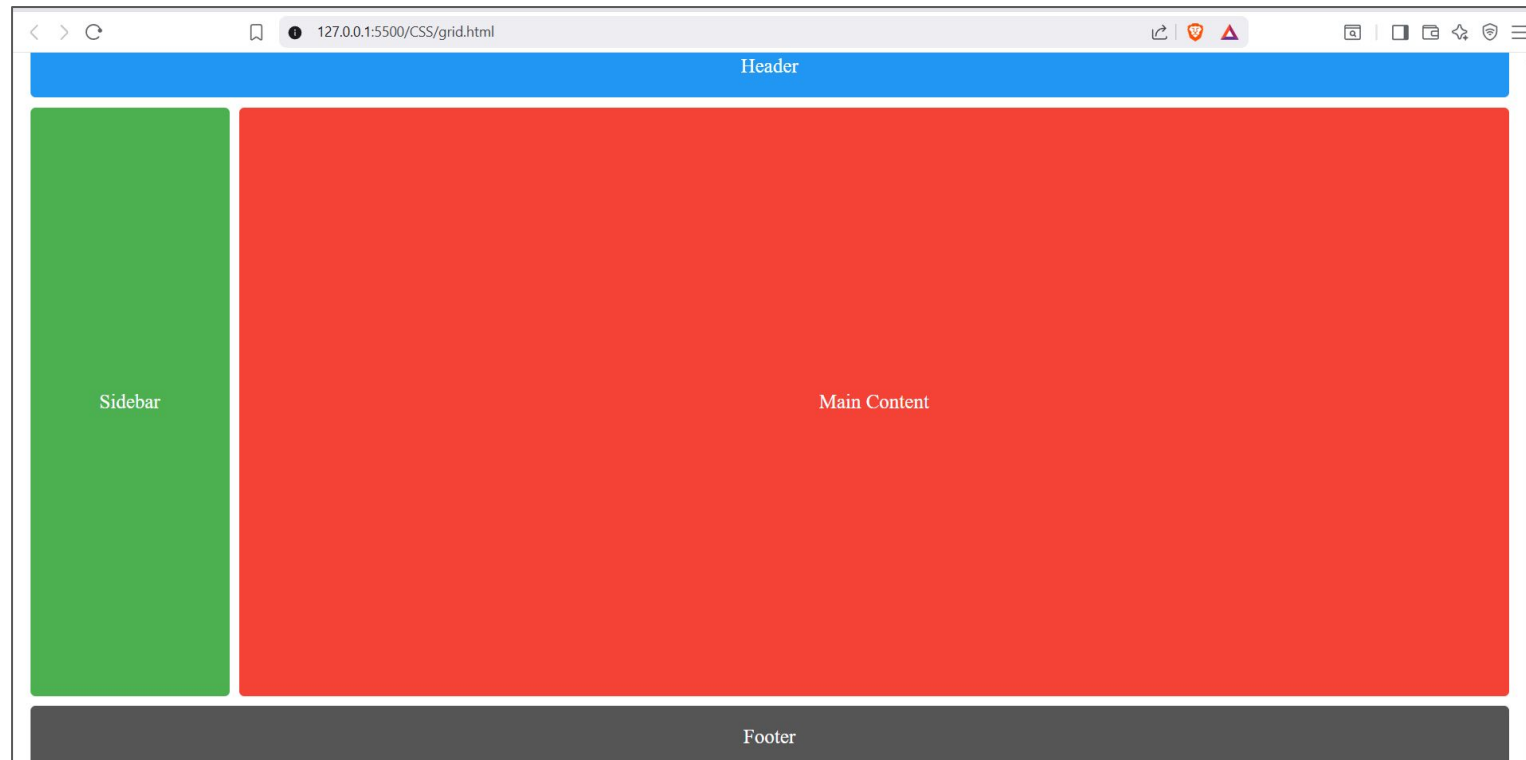 127.0.0.1:5500/CSS/grid.html
Header
Sidebar
Main Content
Footer